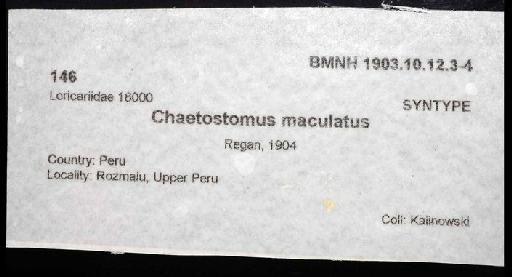 BMNH 1903.10.12.3-4
146
Loricariidae 16000
SYNTYPE
Chaetostomus maculatus
Regan, 1904
Country: Peru
Locality: Rozmaiu, Upper Peru
Coll: Kalinowski